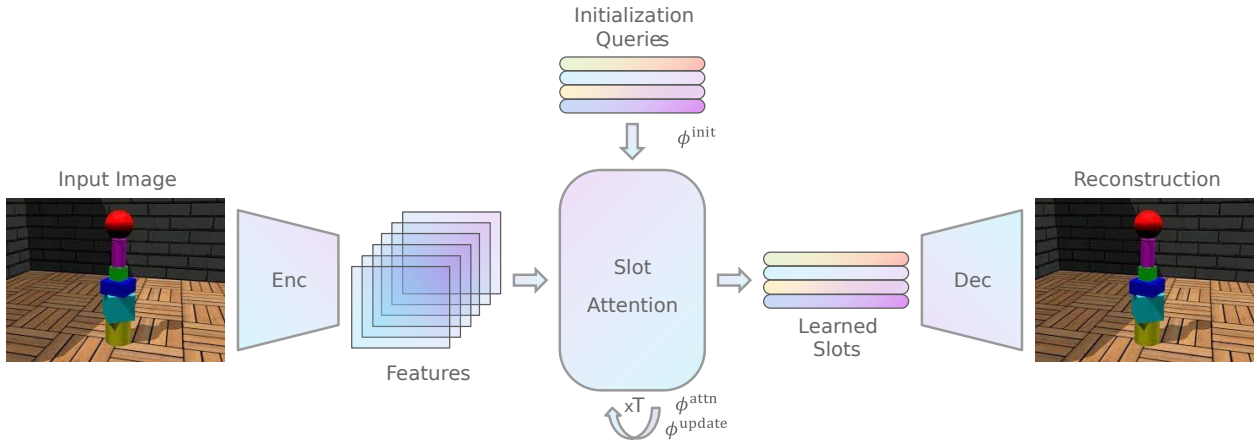 Initialization
Queries
ϕ^init
Input Image
Reconstruction
Enc
Slot
Attention
Dec
Features
Learned
Slots
xT
ϕ^attn
ϕ^update